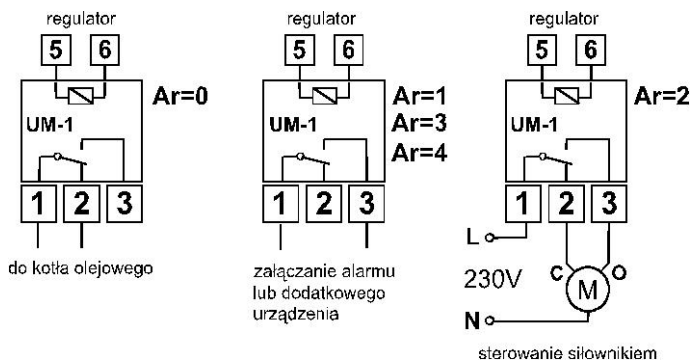 regulator
5 6
Ar=0
UM-1
1 2 3
do kotła olejowego
regulator
5 6
Ar=1
Ar=3
Ar=4
UM-1
1 2 3
załączanie alarmu
lub dodatkowego
urządzenia
regulator
5 6
Ar=2
UM-1
1 2 3
L
230V
C O
M
N
sterowanie siłownikiem